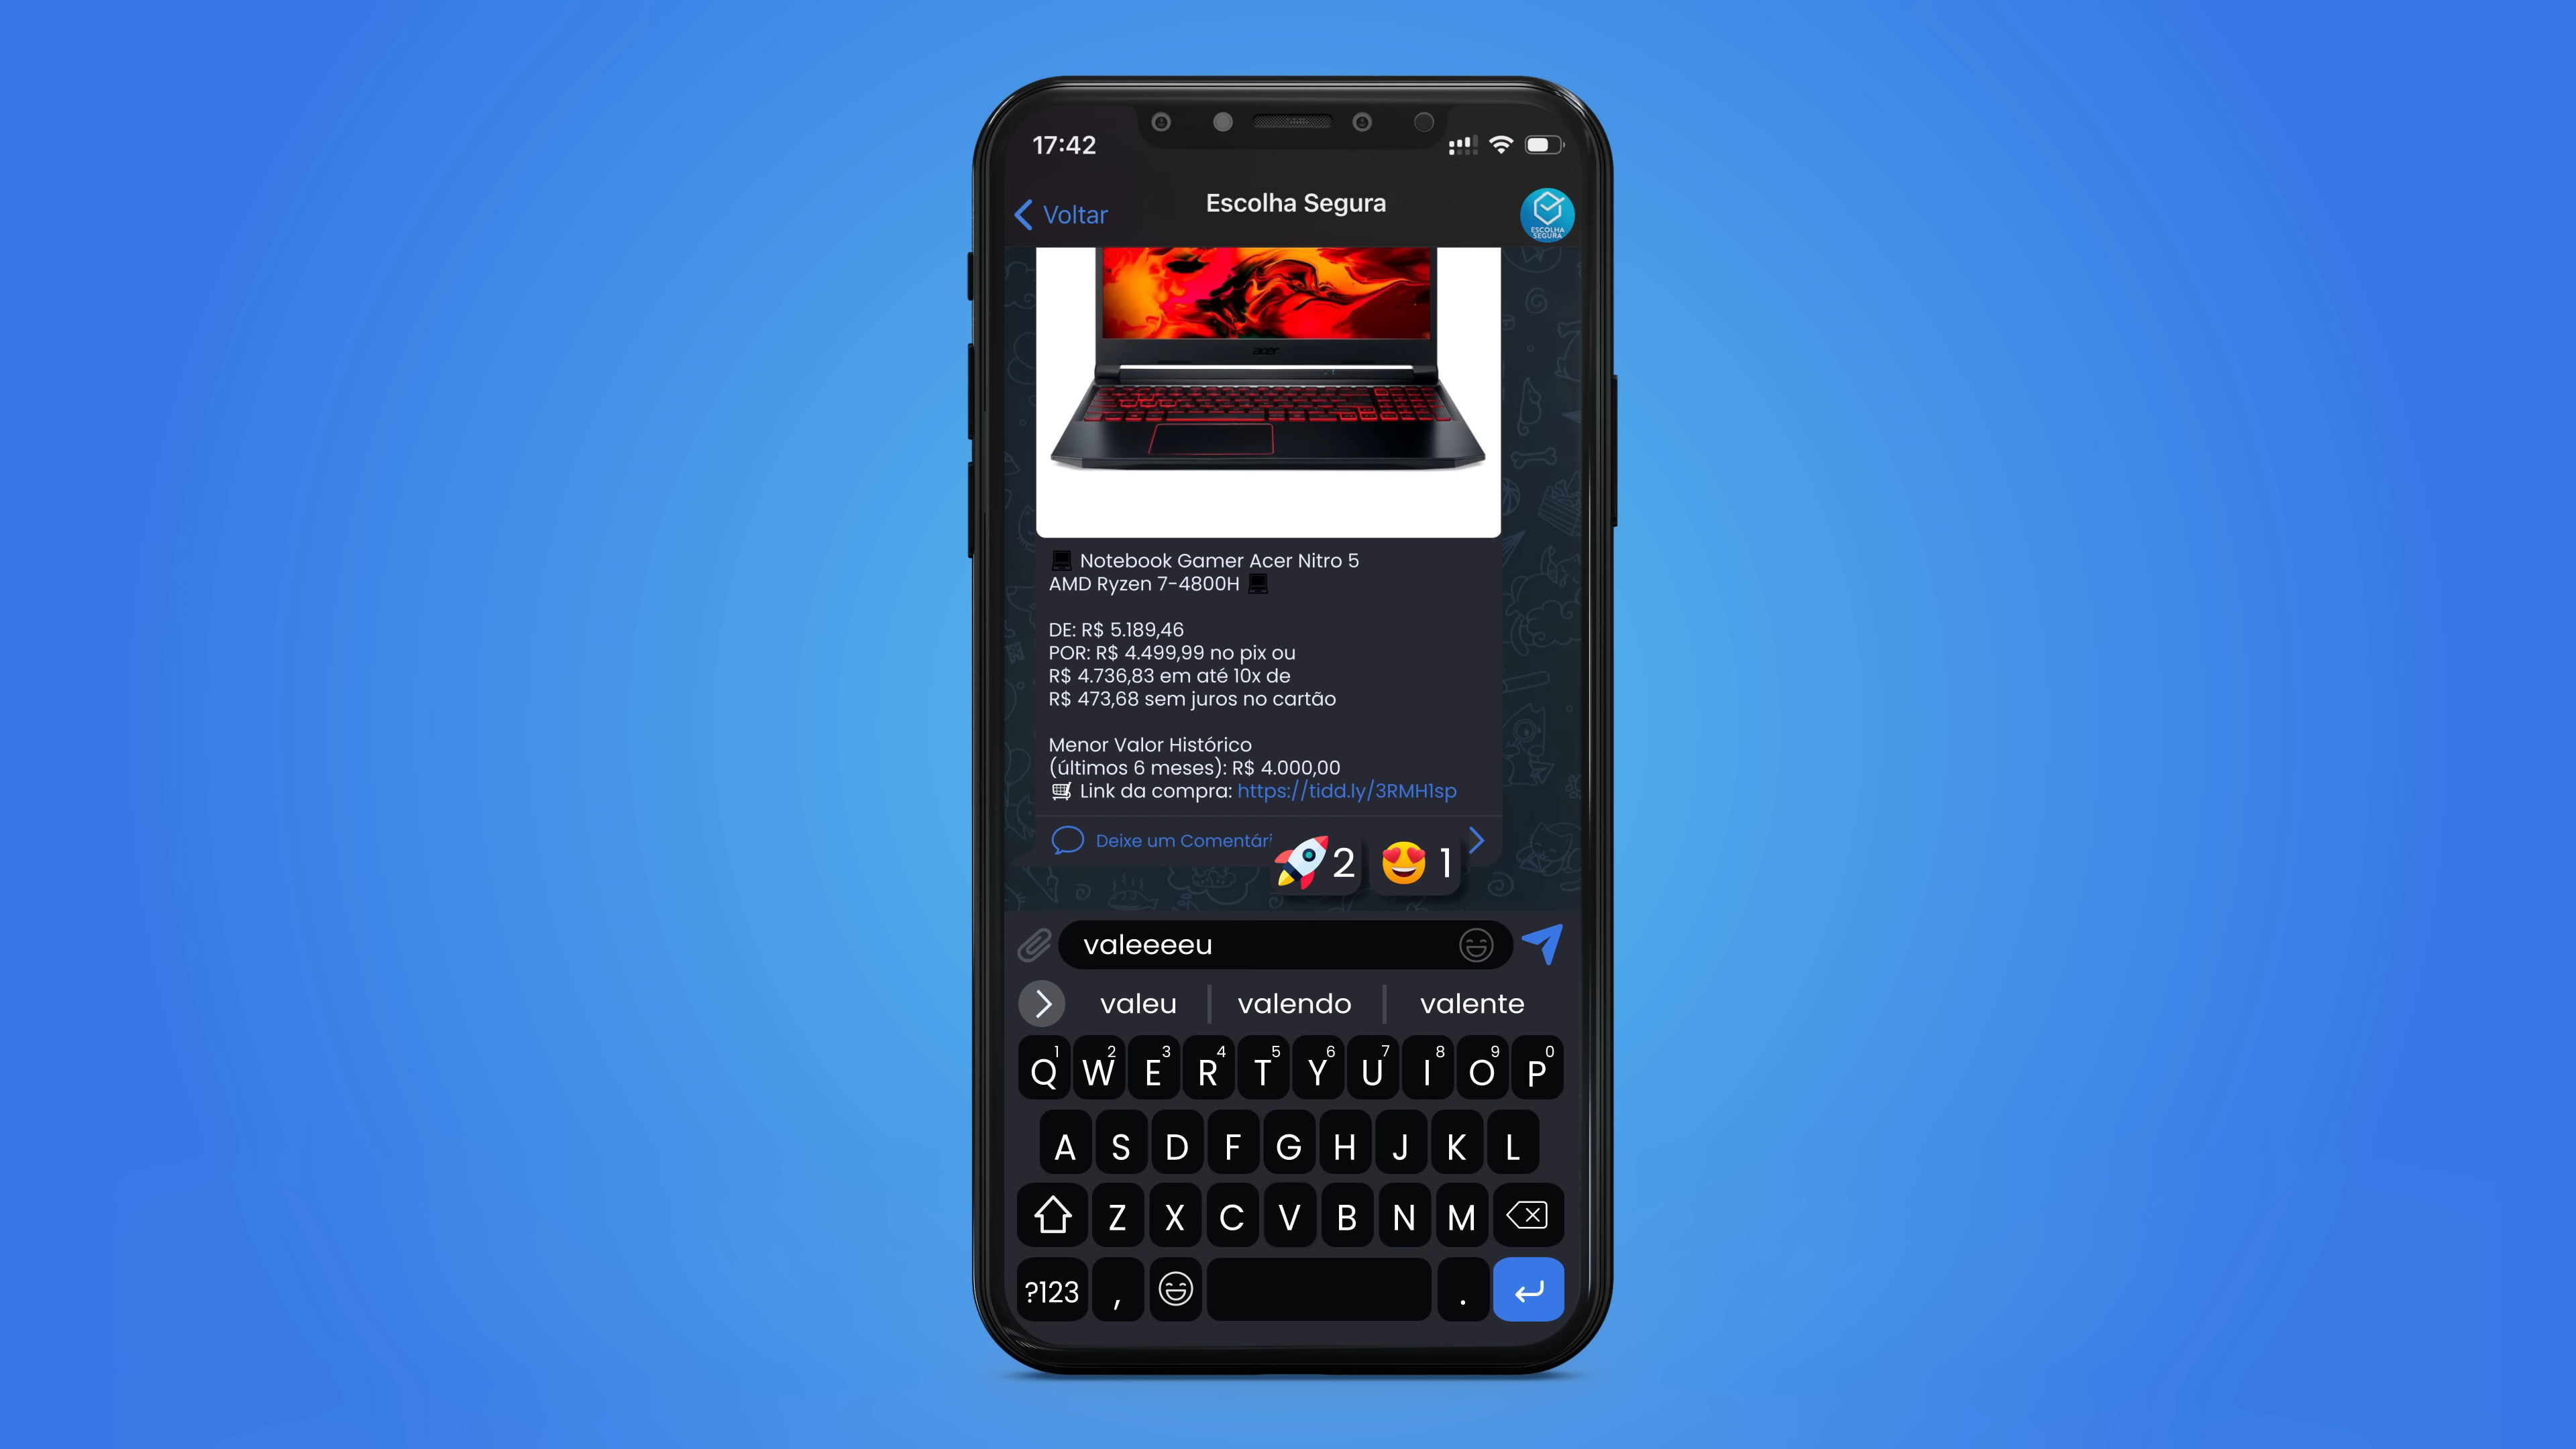 17:42
Voltar
Escolha Segura
ESCOLHA
SEGURA
acer
Notebook Gamer Acer Nitro 5
AMD Ryzen 7-4800H
DE: R$ 5.189,46
POR: R$ 4.499,99 no pix ou
R$ 4.736,83 em até 10x de
R$ 473,68 sem juros no cartão
Menor Valor Histórico
(últimos 6 meses): R$ 4.000,00
Link da compra: https://tidd.ly/3RMH1sp
Deixe um Comentári
2 1
valeeeeu
valeu valendo valente
1 2 3 4 5 6 7 8 9 0
Q W E R T Y U I O P
A S D F G H J K L
Z X C V B N M
?123 , .